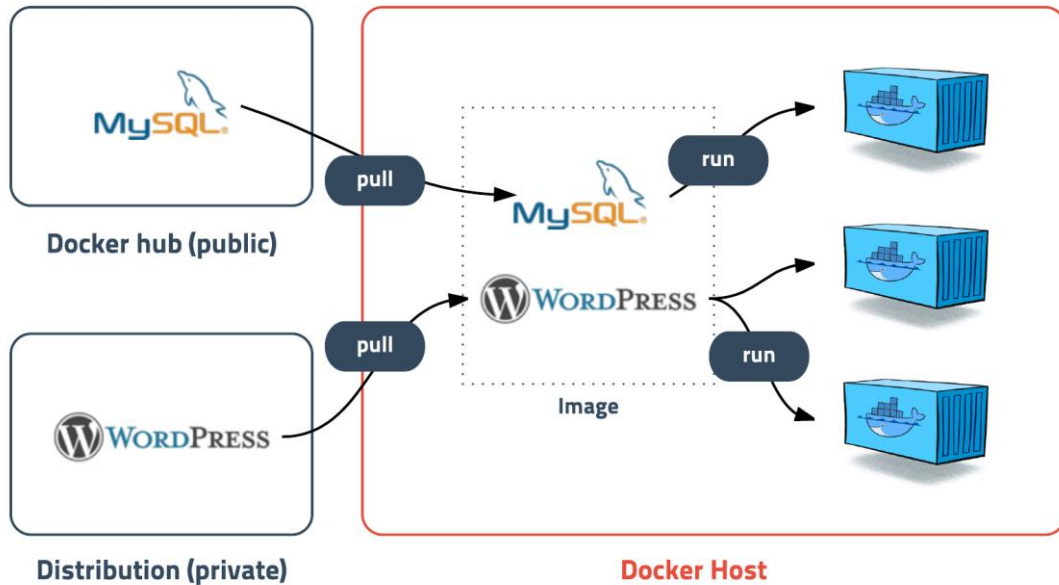 MySQL®
Docker hub (public)
WORDPRESS
Distribution (private)
pull
pull
MySQL®
WORDPRESS
Image
run
run
Docker Host